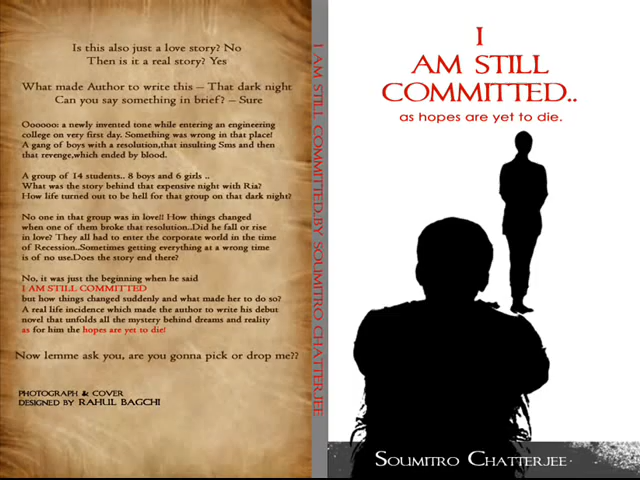 Is this also just a love story? No
Then is it a real story? Yes
What made Author to write this – That dark night
Can you say something in brief? – Sure
Oooooo: a newly invented tone while entering an engineering
college on very first day. Something was wrong in that place!
A gang of boys with a resolution,that insulting Sms and then
that revenge,which ended by blood.
A group of 14 students.. 8 boys and 6 girls ..
What was the story behind that expensive night with Ria?
How life turned out to be hell for that group on that dark night?
No one in that group was in love!! How things changed
when one of them broke that resolution..Did he fall or rise
in love? They all had to enter the corporate world in the time
of Recession..Sometimes getting everything at a wrong time
is of no use.Does the story end there?
No, it was just the beginning when he said
I AM STILL COMMITTED
but how things changed suddenly and what made her to do so?
A real life incidence which made the author to write his debut
novel that unfolds all the mystery behind dreams and reality
as for him the hopes are yet to die!
Now lemme ask you, are you gonna pick or drop me??
PHOTOGRAPH & COVER
DESIGNED BY RAHUL BAGCHI
I AM STILL COMMITTED.BY SOUMITRO CHATTERJEE
I
AM STILL
COMMITTED..
as hopes are yet to die.
SOUMITRO CHATTERJEE.